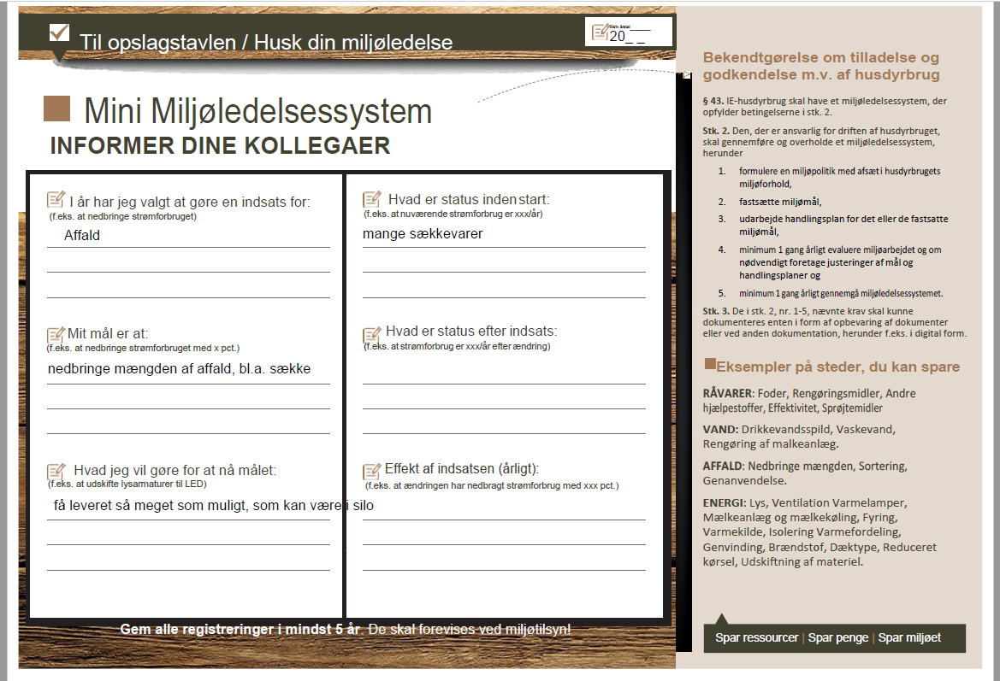 Til opslagstavlen / Husk din miljøledelse
Skriv årstal
20_ _
Mini Miljøledelsessystem
INFORMER DINE KOLLEGAER
I år har jeg valgt at gøre en indsats for:
(f.eks. at nedbringe strømforbruget)
Affald
Hvad er status inden start:
(f.eks. at nuværende strømforbrug er xxx/år)
mange sækkevarer
Mit mål er at:
(f.eks. at nedbringe strømforbruget med x pct.)
nedbringe mængden af affald, bl.a. sække
Hvad er status efter indsats:
(f.eks. at strømforbrug er xxx/år efter ændring)
Hvad jeg vil gøre for at nå målet:
(f.eks. at udskifte lysarmaturer til LED)
få leveret så meget som muligt, som kan være i silo
Effekt af indsatsen (årligt):
(f.eks. at ændringen har nedbragt strømforbrug med xxx pct.)
Gem alle registreringer i mindst 5 år. De skal forevises ved miljøtilsyn!
Bekendtgørelse om tilladelse og
godkendelse m.v. af husdyrbrug
§ 43. IE-husdyrbrug skal have et miljøledelsessystem, der
opfylder betingelserne i stk. 2.
Stk. 2. Den, der er ansvarlig for driften af husdyrbruget,
skal gennemføre og overholde et miljøledelsessystem,
herunder
1. formulere en miljøpolitik med afsæt i husdyrbrugets
miljøforhold,
2. fastsætte miljømål,
3. udarbejde handlingsplan for det eller de fastsatte
miljømål,
4. minimum 1 gang årligt evaluere miljøarbejdet og om
nødvendigt foretage justeringer af mål og
handlingsplaner og
5. minimum 1 gang årligt gennemgå miljøledelsessystemet.
Stk. 3. De i stk. 2, nr. 1-5, nævnte krav skal kunne
dokumenteres enten i form af opbevaring af dokumenter
eller ved anden dokumentation, herunder f.eks. i digital form.
Eksempler på steder, du kan spare
RÅVARER: Foder, Rengøringsmidler, Andre
hjælpestoffer, Effektivitet, Sprøjtemidler
VAND: Drikkevandsspild, Vaskevand,
Rengøring af malkeanlæg.
AFFALD: Nedbringe mængden, Sortering,
Genanvendelse.
ENERGI: Lys, Ventilation Varmelamper,
Mælkeanlæg og mælkekøling, Fyring,
Varmekilde, Isolering Varmefordeling,
Genvinding, Brændstof, Dæktype, Reduceret
kørsel, Udskiftning af materiel.
Spar ressourcer | Spar penge | Spar miljøet